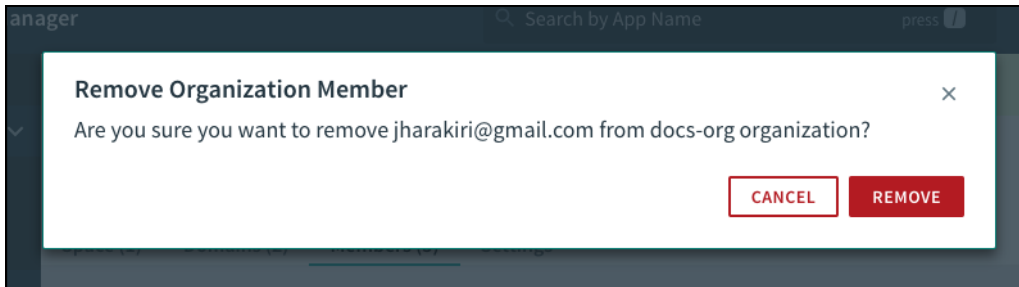 anager
Search by App Name
press /
Remove Organization Member
×
Are you sure you want to remove jharakiri@gmail.com from docs-org organization?
CANCEL
REMOVE